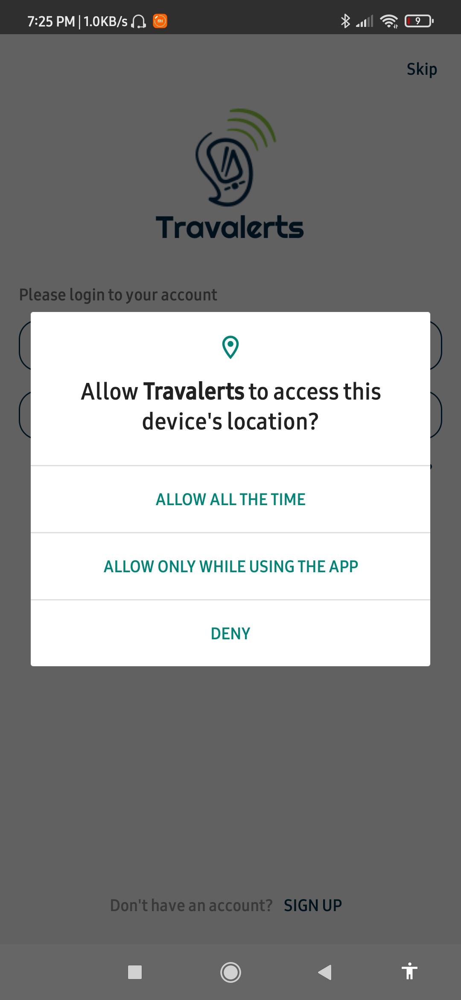 7:25 PM | 1.0KB/s
9
Skip
Travalerts
Please login to your account
Allow Travalerts to access this
device's location?
ALLOW ALL THE TIME
ALLOW ONLY WHILE USING THE APP
DENY
Don't have an account? SIGN UP